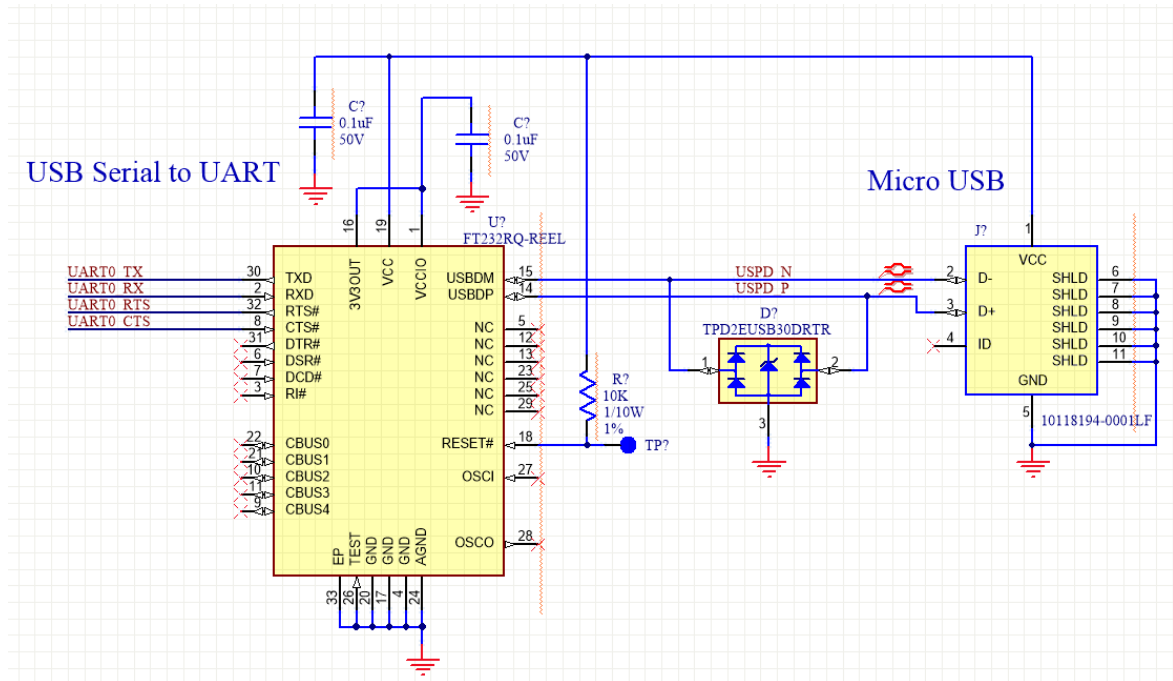 C?
0.1uF
50V
C?
0.1uF
50V
USB Serial to UART
Micro USB
16
19
1
U?
FT232RQ-REEL
3V3OUT
VCC
VCCIO
UART0_TX
UART0_RX
UART0_RTS
UART0_CTS
30
2
32
8
31
6
7
3
22
21
10
11
9
TXD
RXD
RTS#
CTS#
DTR#
DSR#
DCD#
RI#
CBUS0
CBUS1
CBUS2
CBUS3
CBUS4
USBDM
USBDP
NC
NC
NC
NC
NC
NC
RESET#
OSCI
OSCO
15
14
5
12
13
23
25
29
18
27
28
EP
TEST
GND
GND
GND
AGND
33
26
20
17
4
24
USPD_N
USPD_P
D?
TPD2EUSB30DRTR
1
2
3
R?
10K
1/10W
1%
TP?
J?
1
VCC
2
3
4
D-
D+
ID
SHLD
SHLD
SHLD
SHLD
SHLD
SHLD
6
7
8
9
10
11
GND
5
10118194-0001LF